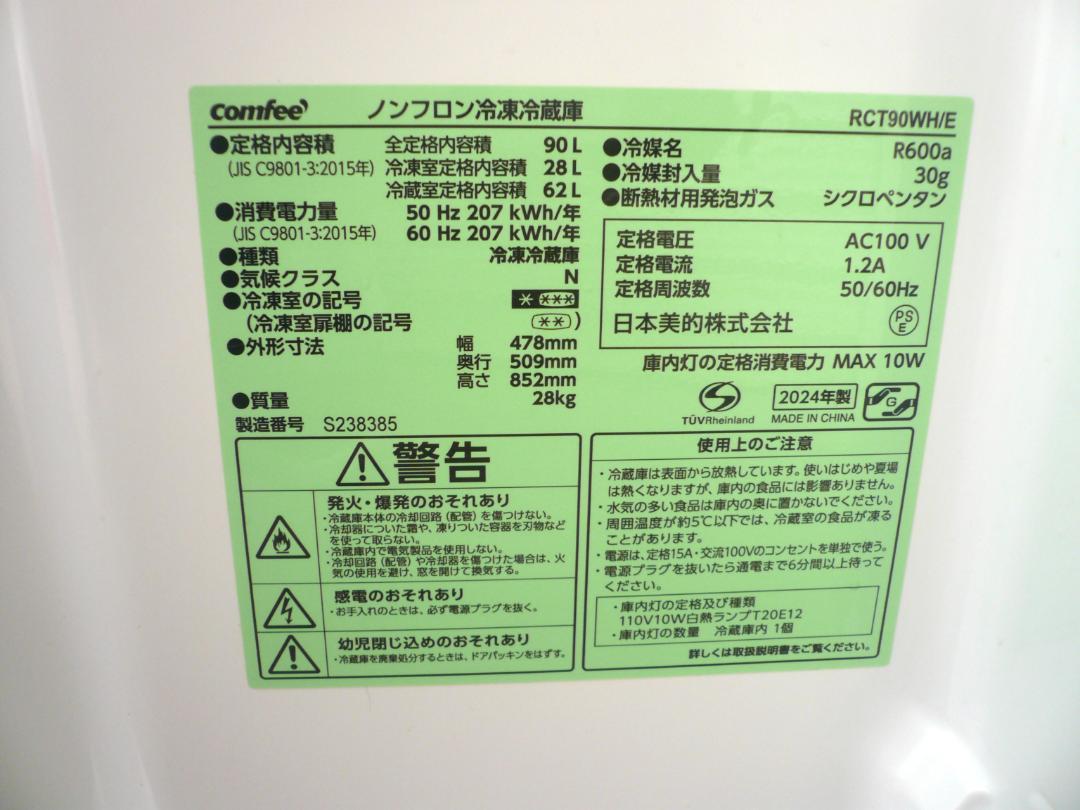 comfee' ノンフロン冷凍冷蔵庫 RCT90WH/E
●定格内容積 全定格内容積 90 L
(JIS C9801-3:2015年) 冷凍室定格内容積 28 L
冷蔵室定格内容積 62 L
●消費電力量 50 Hz 207 kWh/年
(JIS C9801-3:2015年) 60 Hz 207 kWh/年
●種類 冷凍冷蔵庫
●気候クラス N
●冷凍室の記号 * ***
(冷凍室扉棚の記号 **)
●外形寸法 幅 478mm
奥行 509mm
高さ 852mm
●質量 28kg
製造番号 S238385
●冷媒名 R600a
●冷媒封入量 30g
●断熱材用発泡ガス シクロペンタン
定格電圧 AC100 V
定格電流 1.2A
定格周波数 50/60Hz
日本美的株式会社 PS E
庫内灯の定格消費電力 MAX 10W
TÜVRheinland
2024年製
MADE IN CHINA
G
警告
発火・爆発のおそれあり
・冷蔵庫本体の冷却回路(配管)を傷つけない。
・冷却器についた霜や、凍りついた容器を刃物など
を使って取らない。
・冷蔵庫内で電気製品を使用しない。
・冷却回路(配管)や冷却器を傷つけた場合は、火
気の使用を避け、窓を開けて換気する。
感電のおそれあり
・お手入れのときは、必ず電源プラグを抜く。
幼児閉じ込めのおそれあり
・冷蔵庫を廃棄処分するときは、ドアパッキンをはずす。
使用上のご注意
・冷蔵庫は表面から放熱しています。使いはじめや夏場
は熱くなりますが、庫内の食品には影響ありません。
・水気の多い食品は庫内の奥に置かないでください。
・周囲温度が約5℃以下では、冷蔵室の食品が凍る
ことがあります。
・電源は、定格15A・交流100Vのコンセントを単独で使う。
・電源プラグを抜いたら通電まで6分間以上待って
ください。
・庫内灯の定格及び種類
110V10W白熱ランプT20E12
・庫内灯の数量 冷蔵庫内 1個
詳しくは取扱説明書をご覧ください。